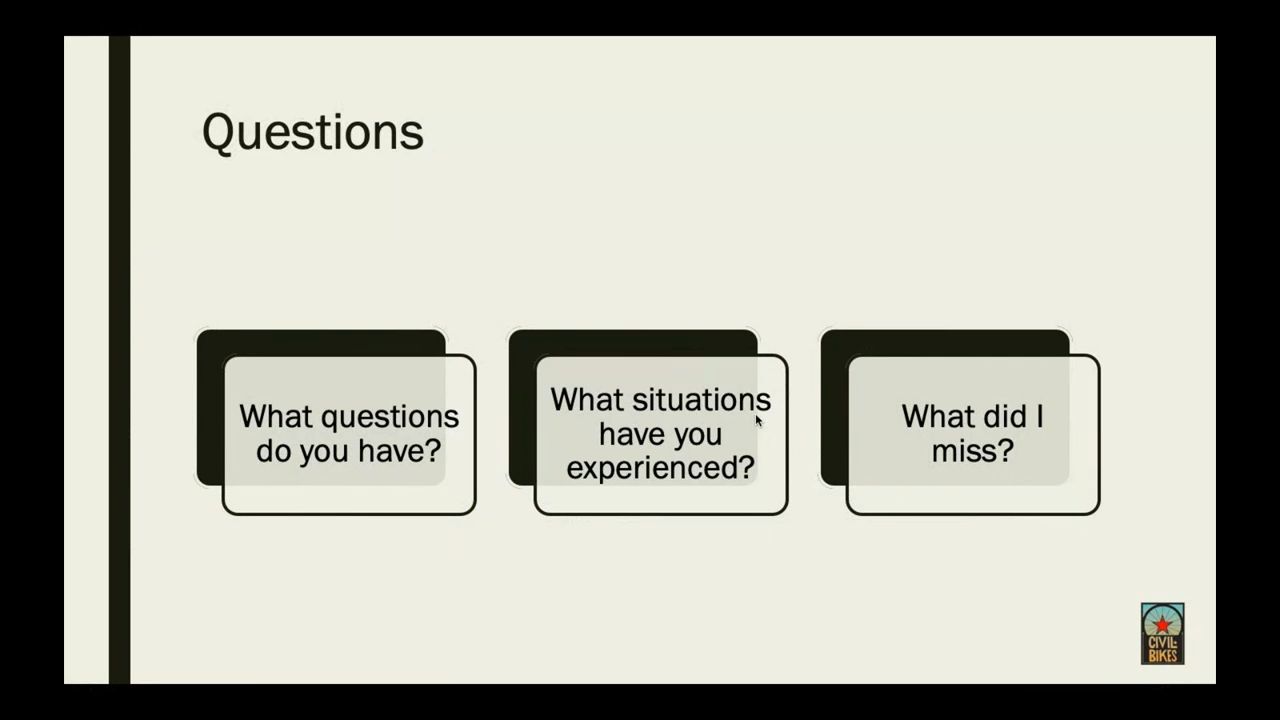 Questions
What questions
do you have?
What situations
have you
experienced?
What did I
miss?
CIVIL
BIKES